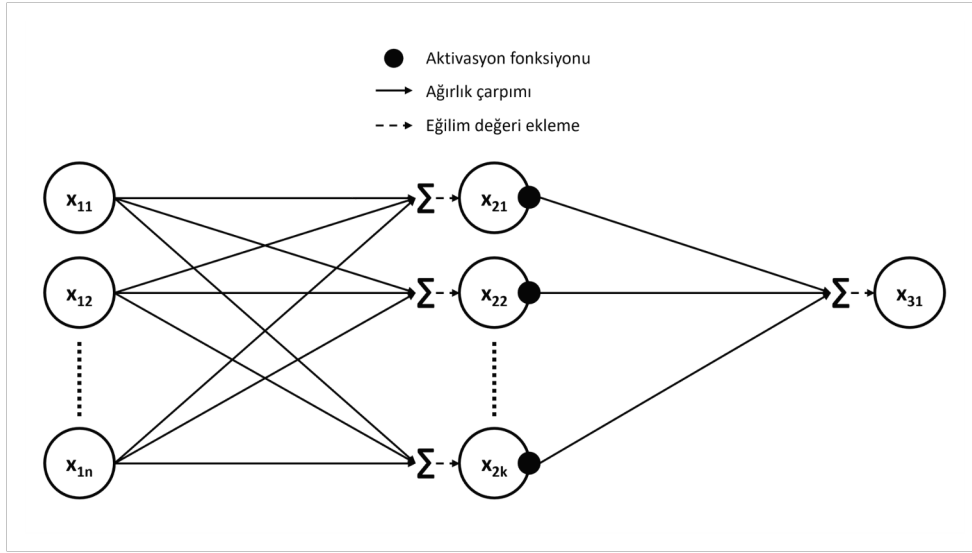 Aktivasyon fonksiyonu
Ağırlık çarpımı
Eğilim değeri ekleme
x11 Σ x21
x12 Σ x22 Σ x31
x1n Σ x2k